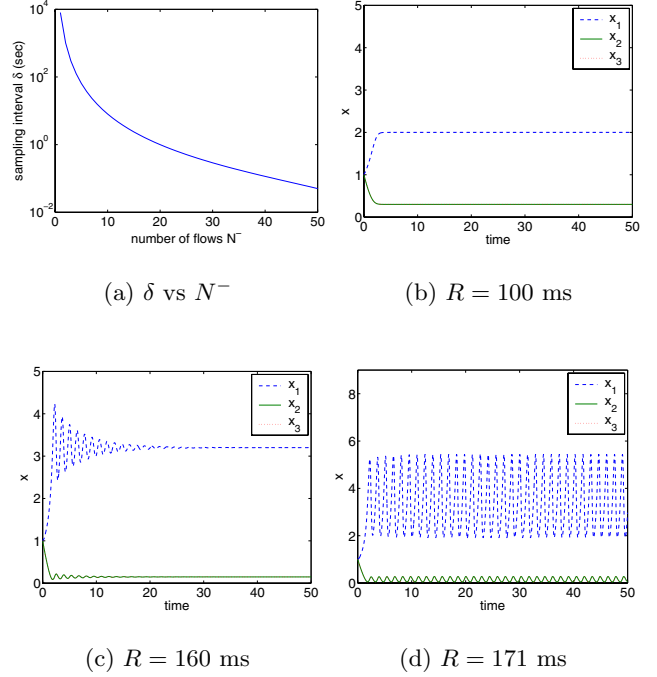 10^4
10^2
10^0
10^-2
sampling interval δ (sec)
0 10 20 30 40 50
number of flows N^-
(a) δ vs N^-
5
4
3
2
1
0
x
x_1
x_2
x_3
0 10 20 30 40 50
time
(b) R = 100 ms
5
4
3
2
1
0
x
x_1
x_2
x_3
0 10 20 30 40 50
time
(c) R = 160 ms
8
6
4
2
0
x
x_1
x_2
x_3
0 10 20 30 40 50
time
(d) R = 171 ms